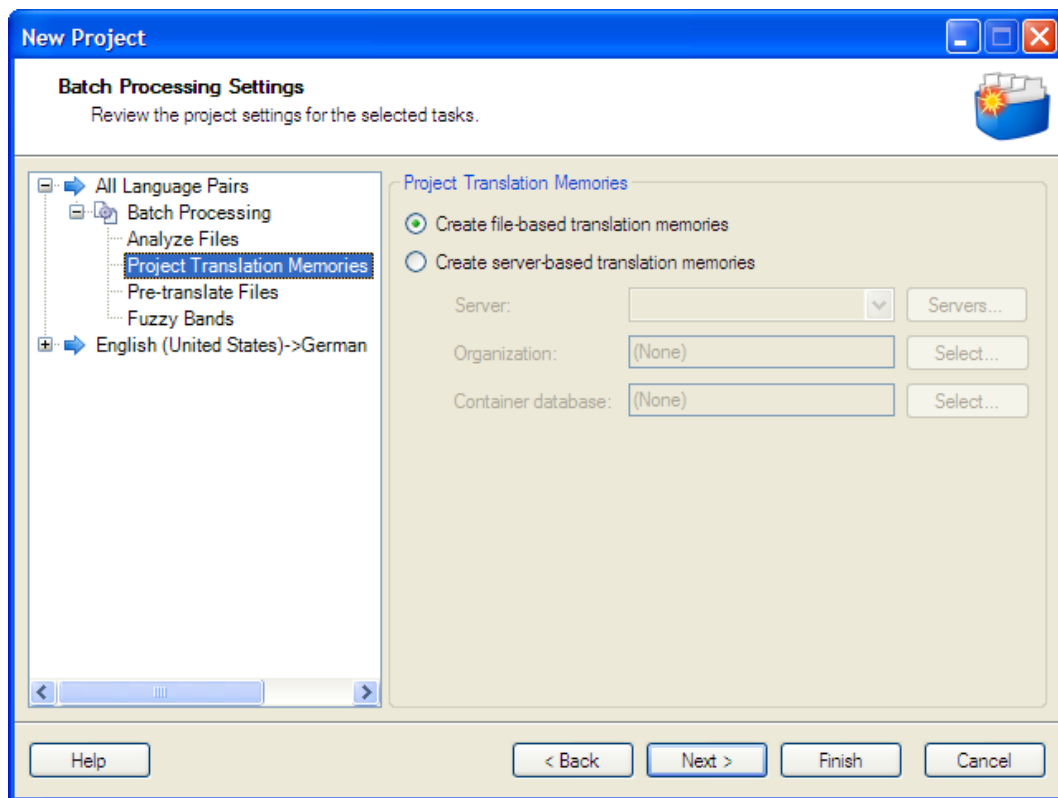 New Project
Batch Processing Settings
Review the project settings for the selected tasks.
All Language Pairs
Batch Processing
Analyze Files
Project Translation Memories
Pre-translate Files
Fuzzy Bands
English (United States)->German
Project Translation Memories
Create file-based translation memories
Create server-based translation memories
Server:
Servers...
Organization:
(None)
Select...
Container database:
(None)
Select...
Help
< Back
Next >
Finish
Cancel